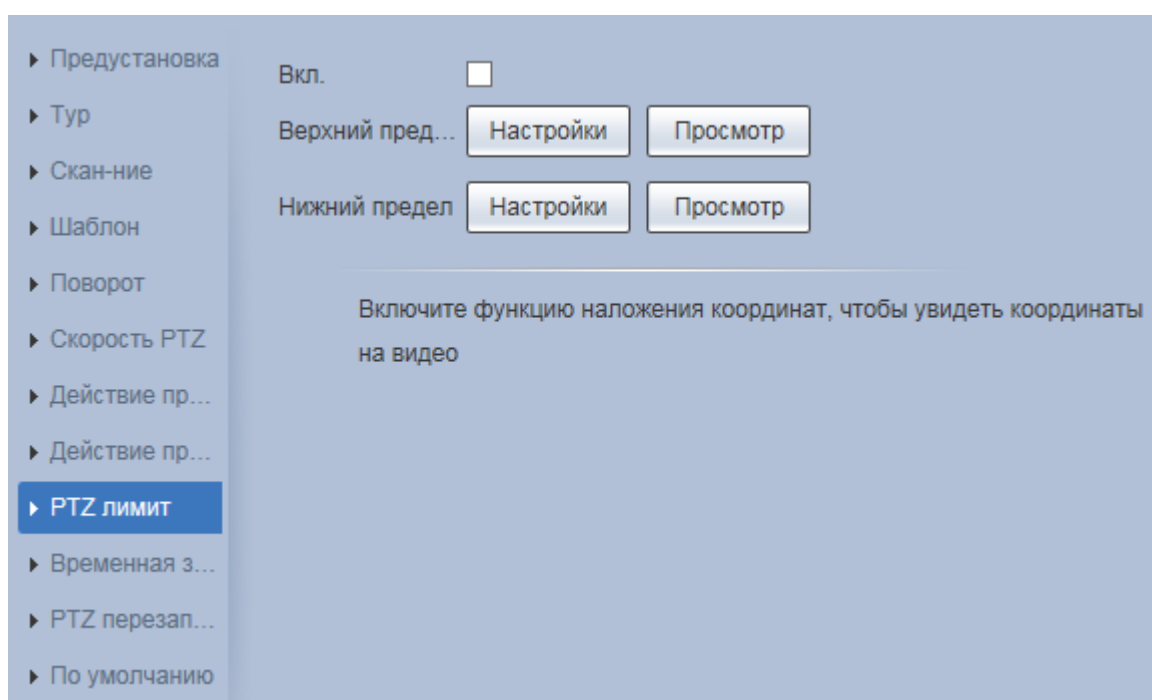 Предустановка
Тур
Скан-ние
Шаблон
Поворот
Скорость PTZ
Действие пр...
Действие пр...
PTZ лимит
Временная з...
PTZ перезап...
По умолчанию
Вкл.
Верхний пред... Настройки Просмотр
Нижний предел Настройки Просмотр
Включите функцию наложения координат, чтобы увидеть координаты
на видео